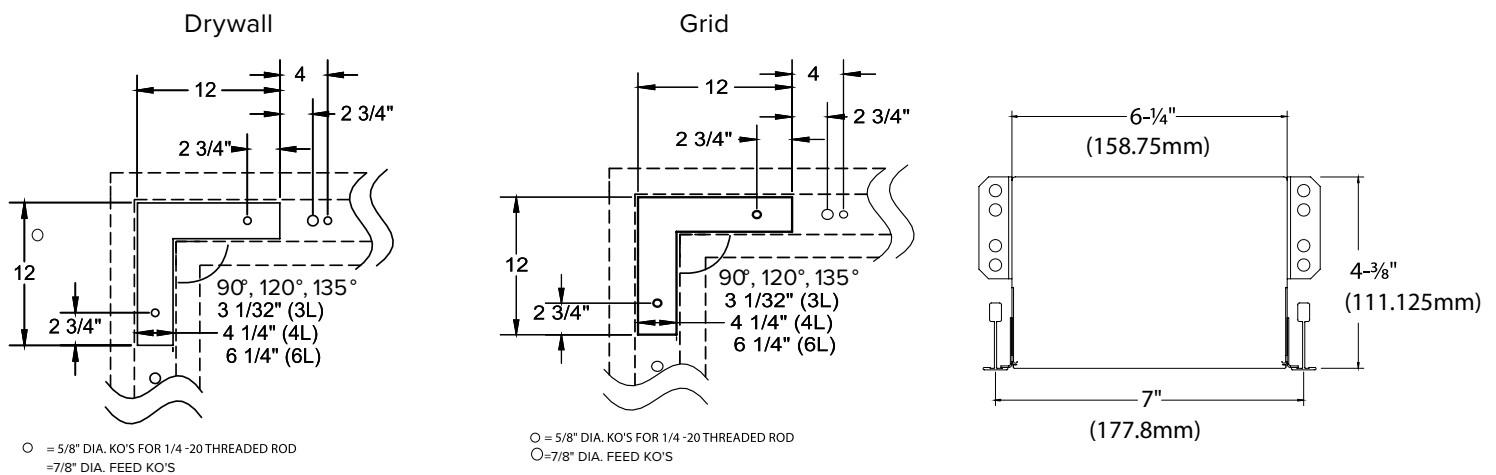 Drywall
12
4
2 3/4"
2 3/4"
12
2 3/4"
90°, 120°, 135°
3 1/32" (3L)
4 1/4" (4L)
6 1/4" (6L)
= 5/8" DIA. KO'S FOR 1/4 -20 THREADED ROD
=7/8" DIA. FEED KO'S
Grid
12
4
2 3/4"
2 3/4"
12
2 3/4"
90°, 120°, 135°
3 1/32" (3L)
4 1/4" (4L)
6 1/4" (6L)
= 5/8" DIA. KO'S FOR 1/4 -20 THREADED ROD
=7/8" DIA. FEED KO'S
6-¼"
(158.75mm)
4-⅜"
(111.125mm)
7"
(177.8mm)